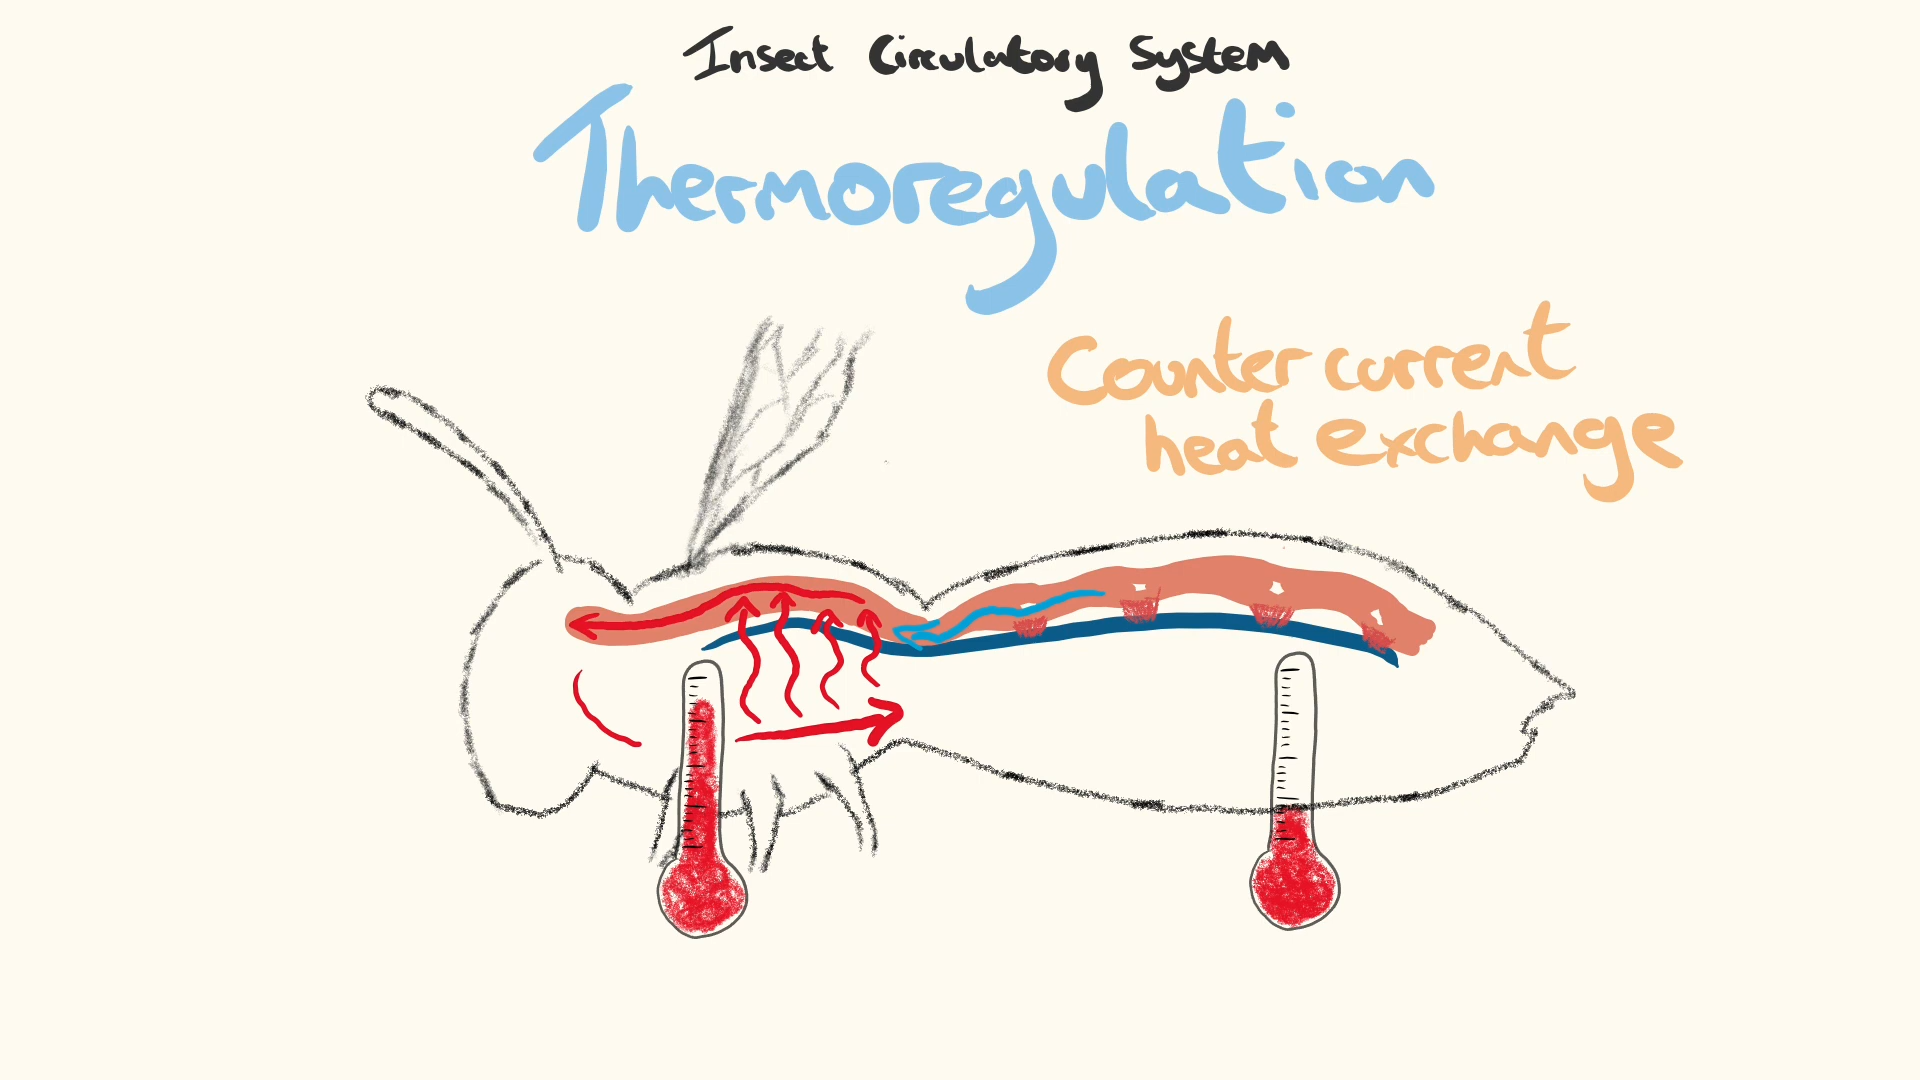 Insect Circulatory System
Thermoregulation
Counter current
heat exchange